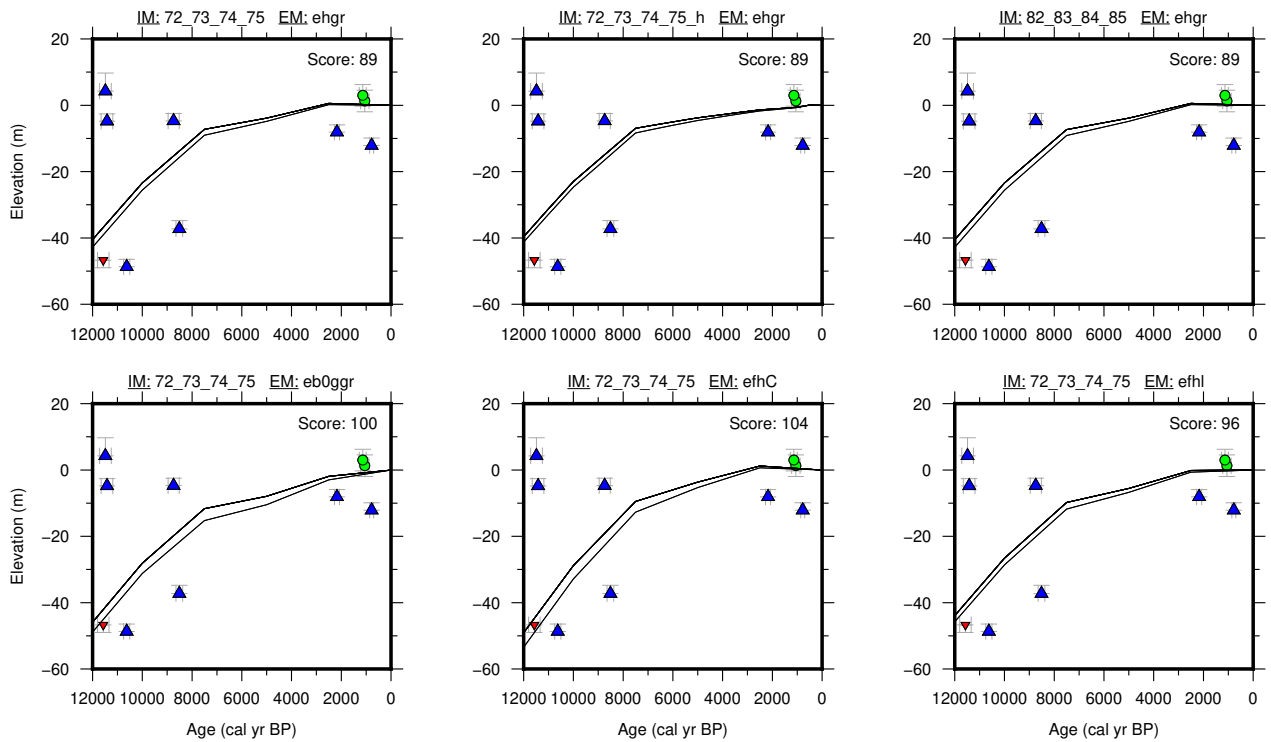 IM: 72_73_74_75 EM: ehgr
IM: 72_73_74_75_h EM: ehgr
IM: 82_83_84_85 EM: ehgr
20
0
−20
−40
−60
Elevation (m)
Score: 89
12000 10000 8000 6000 4000 2000 0
20
0
−20
−40
−60
Score: 89
12000 10000 8000 6000 4000 2000 0
20
0
−20
−40
−60
Score: 89
12000 10000 8000 6000 4000 2000 0
IM: 72_73_74_75 EM: eb0ggr
IM: 72_73_74_75 EM: efhC
IM: 72_73_74_75 EM: efhl
20
0
−20
−40
−60
Elevation (m)
Score: 100
12000 10000 8000 6000 4000 2000 0
Age (cal yr BP)
20
0
−20
−40
−60
Score: 104
12000 10000 8000 6000 4000 2000 0
Age (cal yr BP)
20
0
−20
−40
−60
Score: 96
12000 10000 8000 6000 4000 2000 0
Age (cal yr BP)